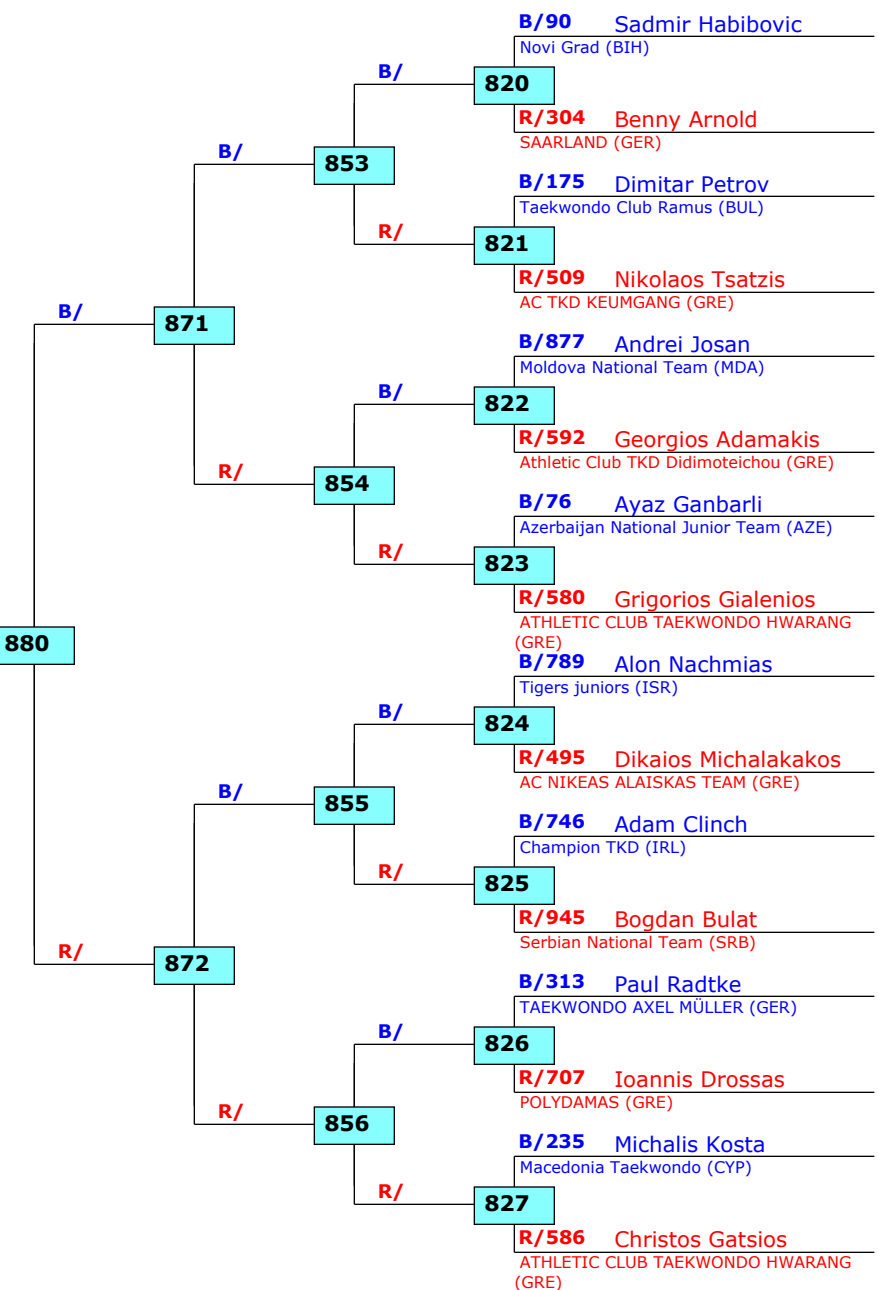 B/90 Sadmir Habibovic
Novi Grad (BIH)
B/
820
R/304 Benny Arnold
SAARLAND (GER)
B/
853
B/175 Dimitar Petrov
Taekwondo Club Ramus (BUL)
R/
821
R/509 Nikolaos Tsatzis
AC TKD KEUMGANG (GRE)
B/
871
B/877 Andrei Josan
Moldova National Team (MDA)
B/
822
R/592 Georgios Adamakis
Athletic Club TKD Didimoteichou (GRE)
R/
854
B/76 Ayaz Ganbarli
Azerbaijan National Junior Team (AZE)
R/
823
R/580 Grigorios Gialenios
ATHLETIC CLUB TAEKWONDO HWARANG
(GRE)
880
B/789 Alon Nachmias
Tigers juniors (ISR)
B/
824
R/495 Dikaios Michalakakos
AC NIKEAS ALAISKAS TEAM (GRE)
B/
855
B/746 Adam Clinch
Champion TKD (IRL)
R/
825
R/945 Bogdan Bulat
Serbian National Team (SRB)
R/
872
B/313 Paul Radtke
TAEKWONDO AXEL MÜLLER (GER)
B/
826
R/707 Ioannis Drossas
POLYDAMAS (GRE)
R/
856
B/235 Michalis Kosta
Macedonia Taekwondo (CYP)
R/
827
R/586 Christos Gatsios
ATHLETIC CLUB TAEKWONDO HWARANG
(GRE)